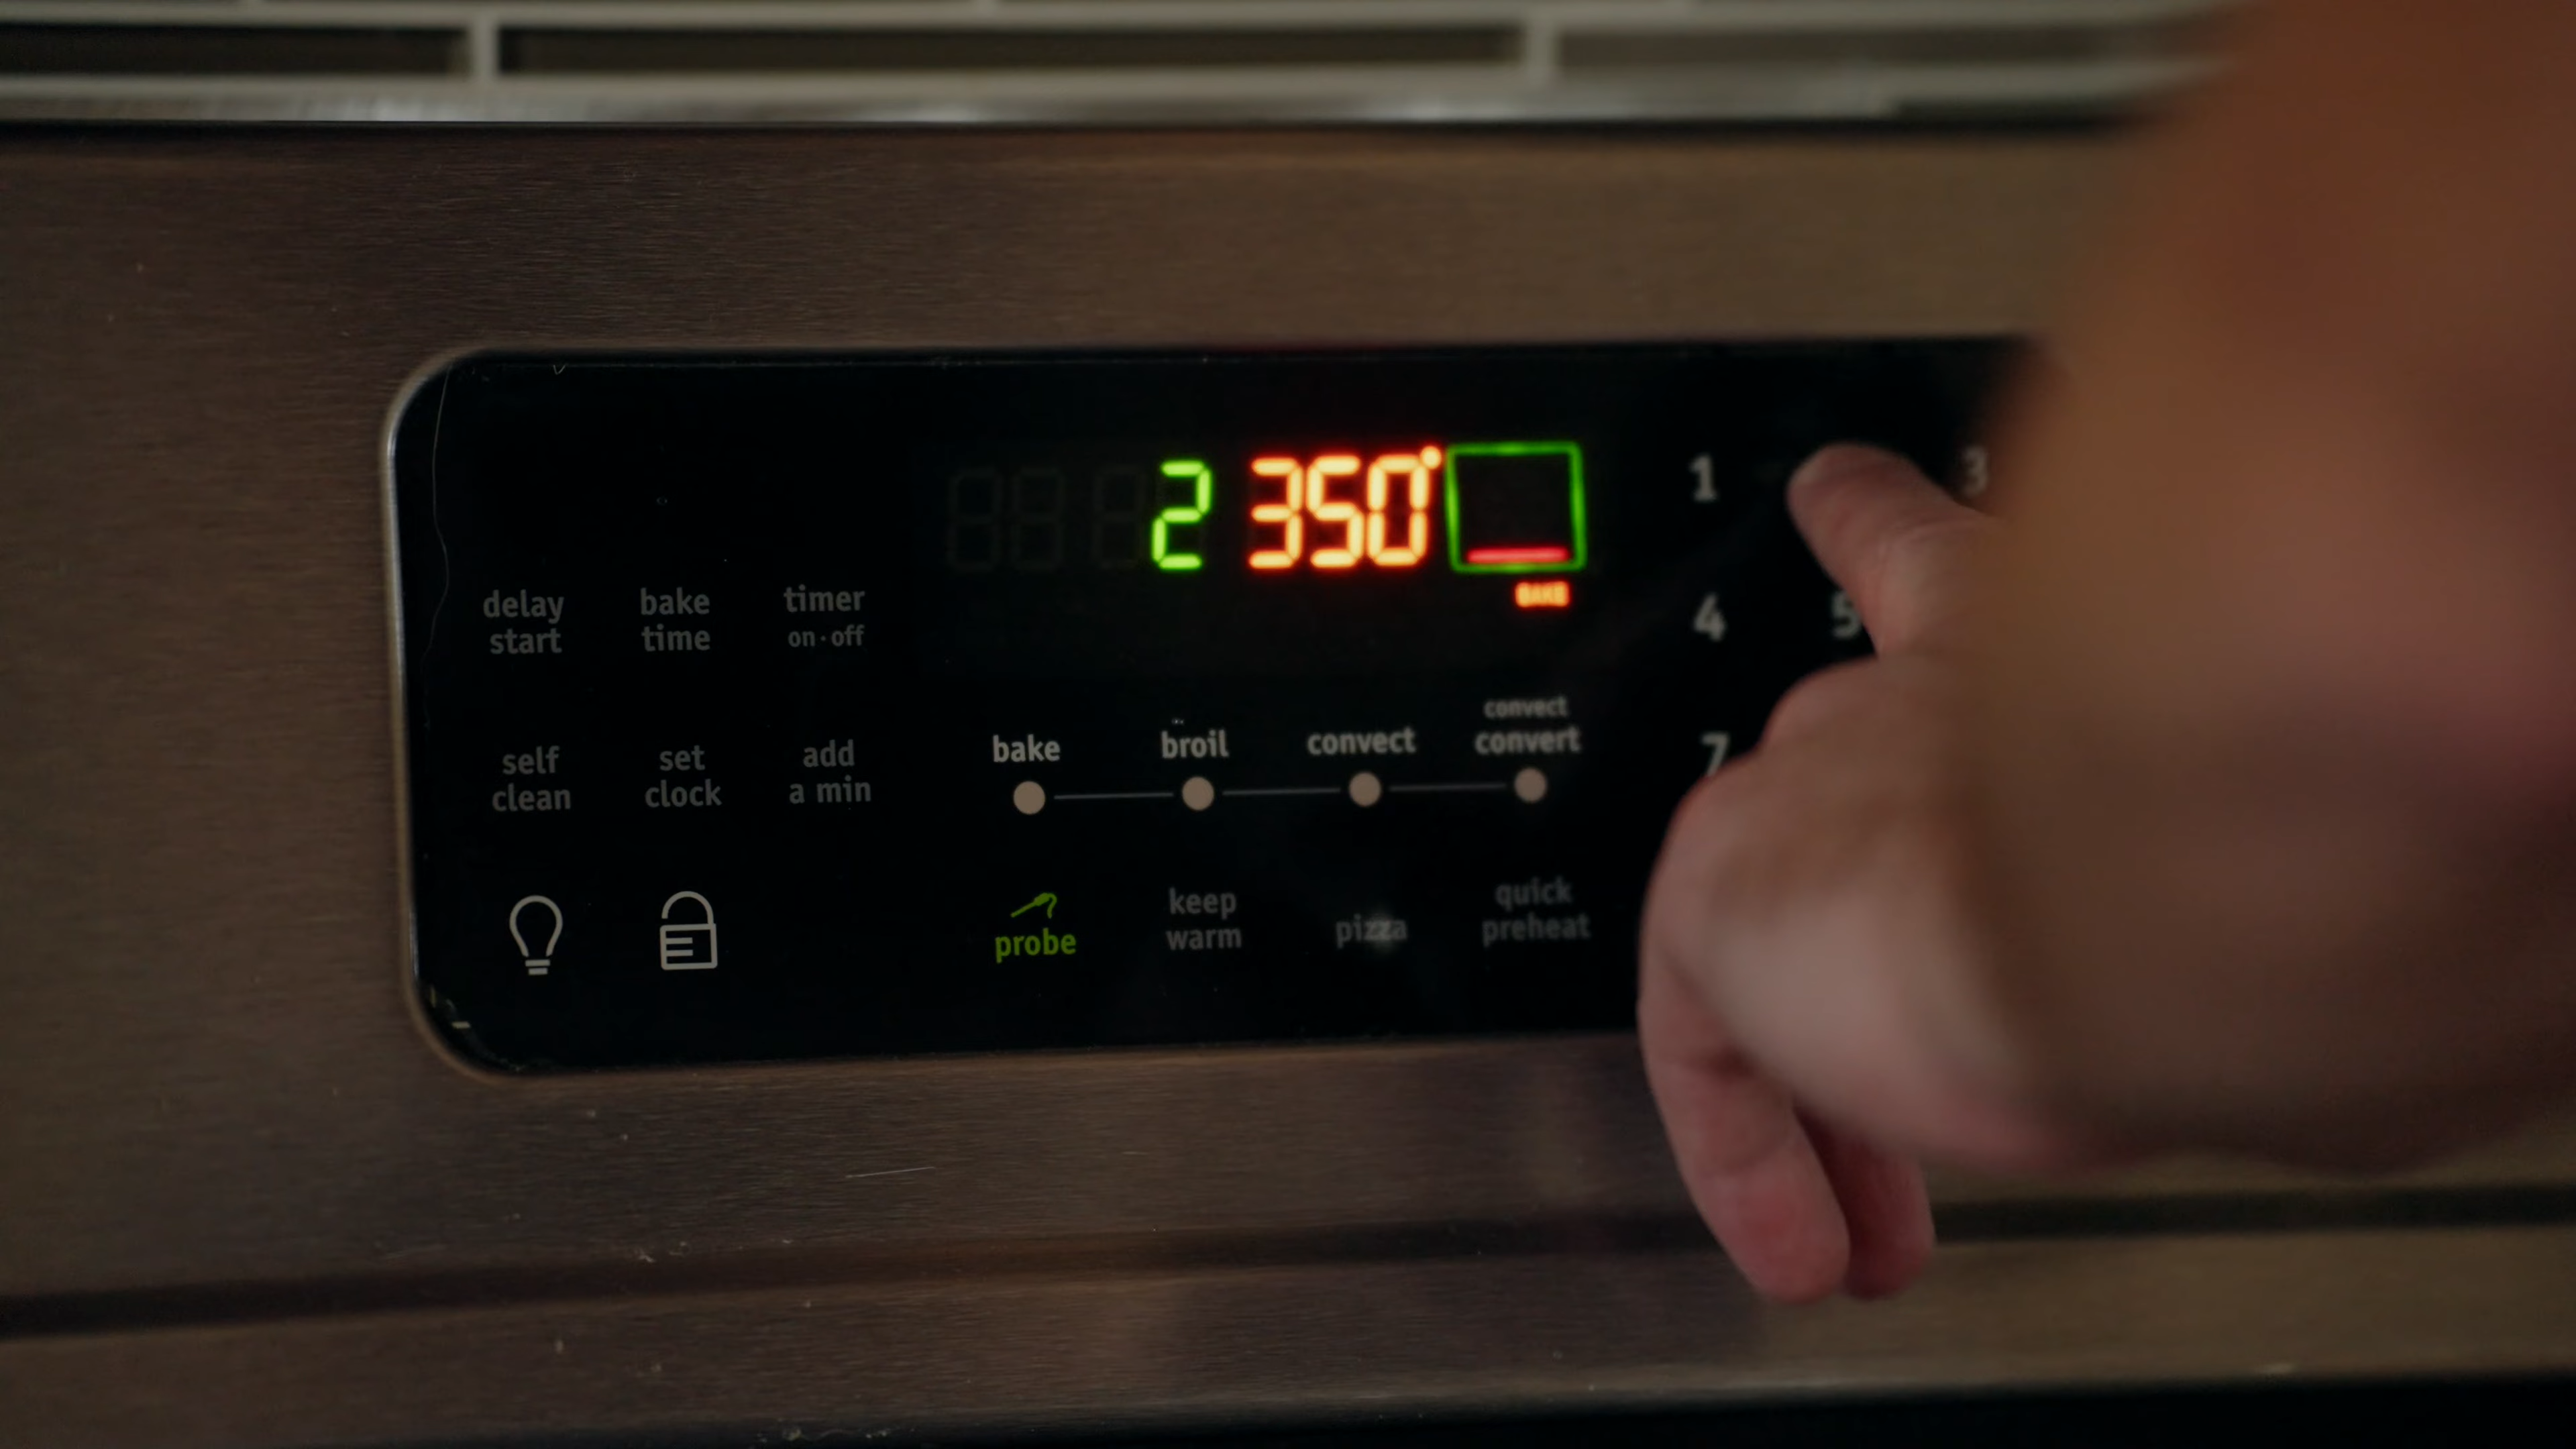 2 350°
BAKE
1 3
4 5
7
delay
start
bake
time
timer
on·off
self
clean
set
clock
add
a min
bake
broil
convect
convect
convert
probe
keep
warm
pizza
quick
preheat